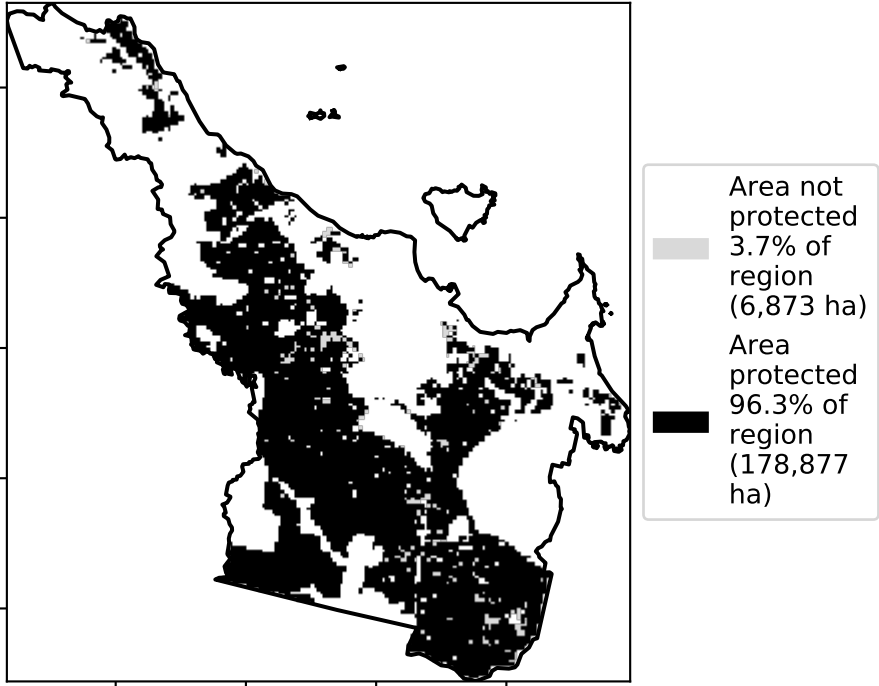 Area not
protected
3.7% of
region
(6,873 ha)
Area
protected
96.3% of
region
(178,877
ha)